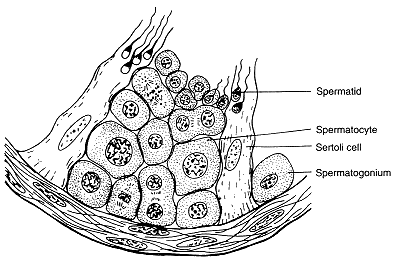 Spermatid
Spermatocyte
Sertoli cell
Spermatogonium